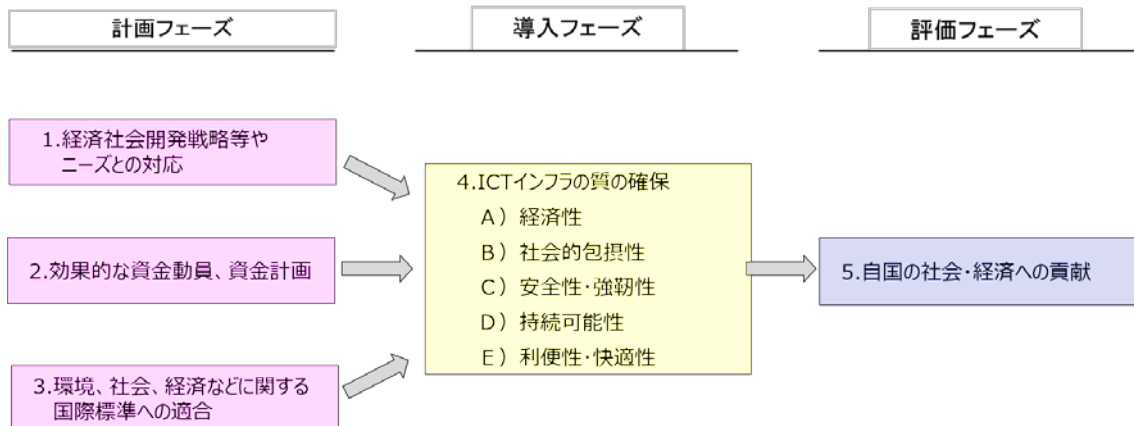 計画フェーズ
導入フェーズ
評価フェーズ
1.経済社会開発戦略等や
ニーズとの対応
2.効果的な資金動員、資金計画
3.環境、社会、経済などに関する
国際標準への適合
4.ICTインフラの質の確保
A）経済性
B）社会的包摂性
C）安全性・強靭性
D）持続可能性
E）利便性・快適性
5.自国の社会・経済への貢献